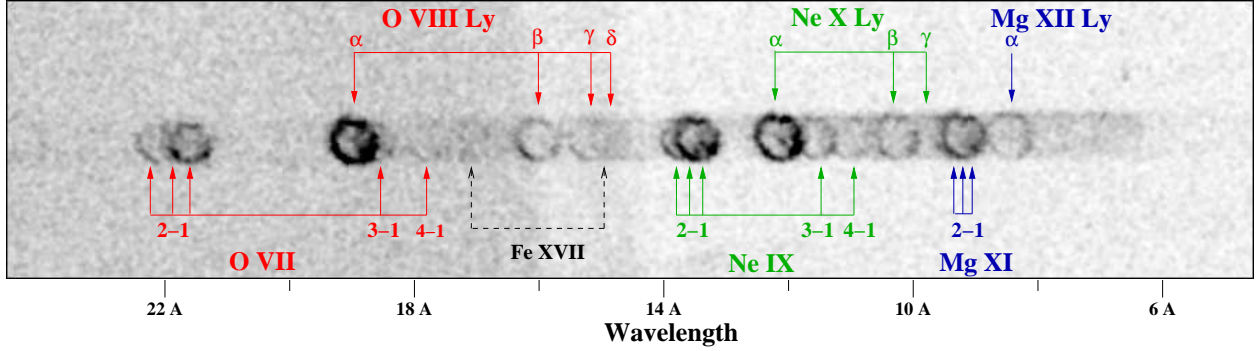 O VIII Ly Ne X Ly Mg XII Ly
α β γ δ α β γ α
2–1 3–1 4–1 2–1 3–1 4–1 2–1
O VII Fe XVII Ne IX Mg XI
22 A 18 A 14 A 10 A 6 A
Wavelength